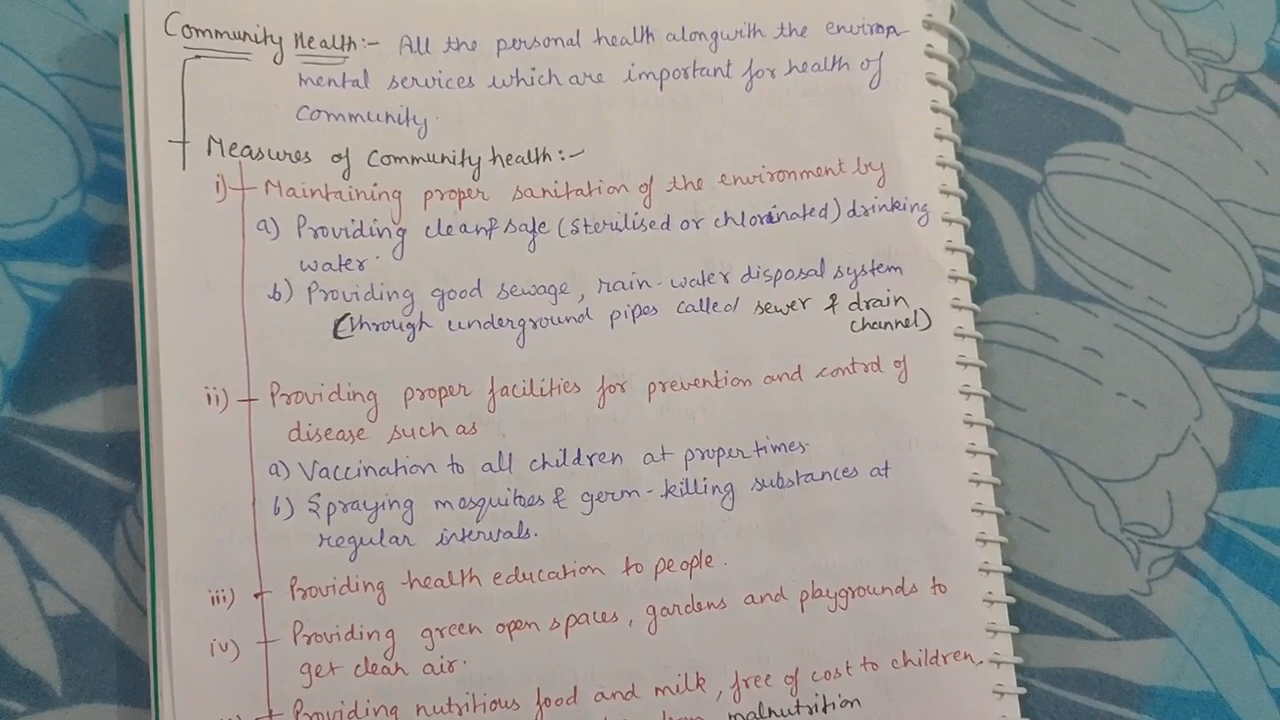 Community Health:- All the personal health alongwith the environ
mental services which are important for health of
community.
Measures of community health:-
i) Maintaining proper sanitation of the environment by
a) Providing clean & safe (sterilised or chlorinated) drinking
water.
b) Providing good sewage, rain-water disposal system
(through underground pipes called sewer & drain
channel)
ii) Providing proper facilities for prevention and control of
disease such as
a) Vaccination to all children at proper times.
b) Spraying mosquitoes & germ-killing substances at
regular intervals.
iii) Providing health education to people.
iv) Providing green open spaces, gardens and playgrounds to
get clean air.
Providing nutritious food and milk, free of cost to children,
malnutrition